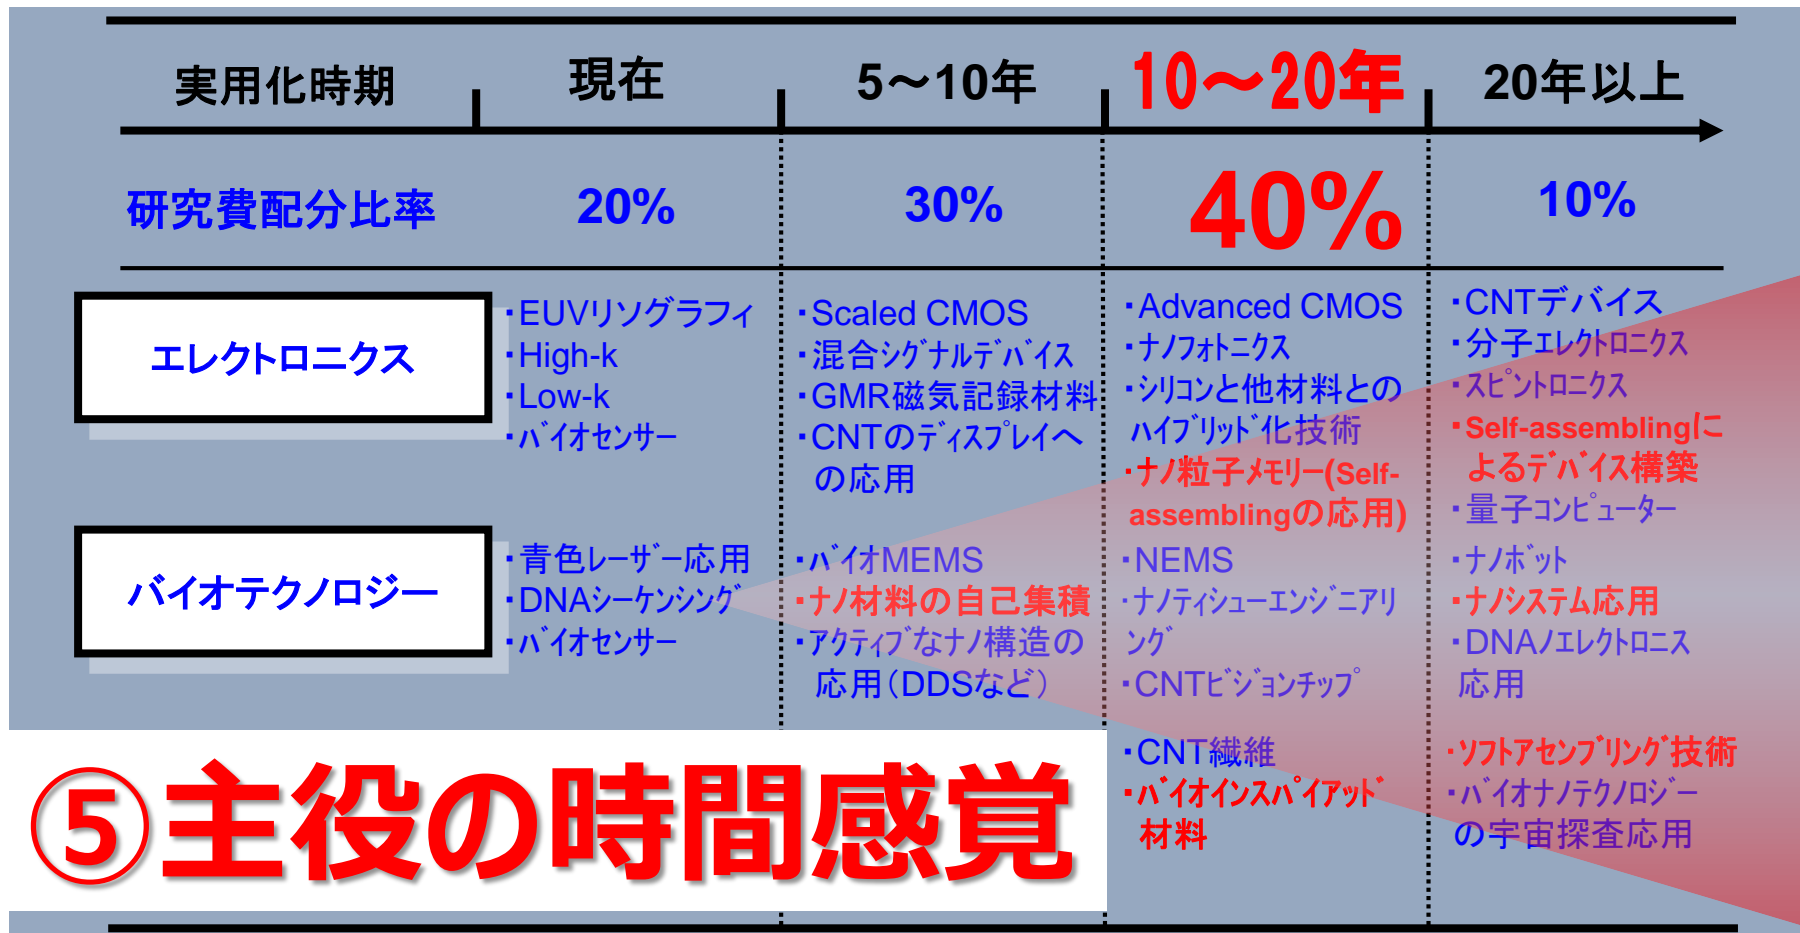 実用化時期
現在
5～10年
10～20年
20年以上
研究費配分比率
20%
30%
40%
10%
エレクトロニクス
・EUVリソグラフィ
・High-k
・Low-k
・バイオセンサー
・Scaled CMOS
・混合シグナルデバイス
・GMR磁気記録材料
・CNTのディスプレイへ
の応用
・Advanced CMOS
・ナノフォトニクス
・シリコンと他材料との
ハイブリッド化技術
・ナノ粒子メモリー(Self-
assemblingの応用)
・CNTデバイス
・分子エレクトロニクス
・スピントロニクス
・Self-assemblingに
よるデバイス構築
・量子コンピューター
バイオテクノロジー
・青色レーザー応用
・DNAシーケンシング
・バイオセンサー
・バイオMEMS
・ナノ材料の自己集積
・アクティブなナノ構造の
応用（DDSなど）
・NEMS
・ナノティシューエンジニアリ
ング
・CNTビジョンチップ
・ナノボット
・ナノシステム応用
・DNAノエレクトロニス
応用
・CNT繊維
・バイオインスパイアッド
材料
・ソフトアセンブリング技術
・バイオナノテクノロジー
の宇宙探査応用
⑤主役の時間感覚